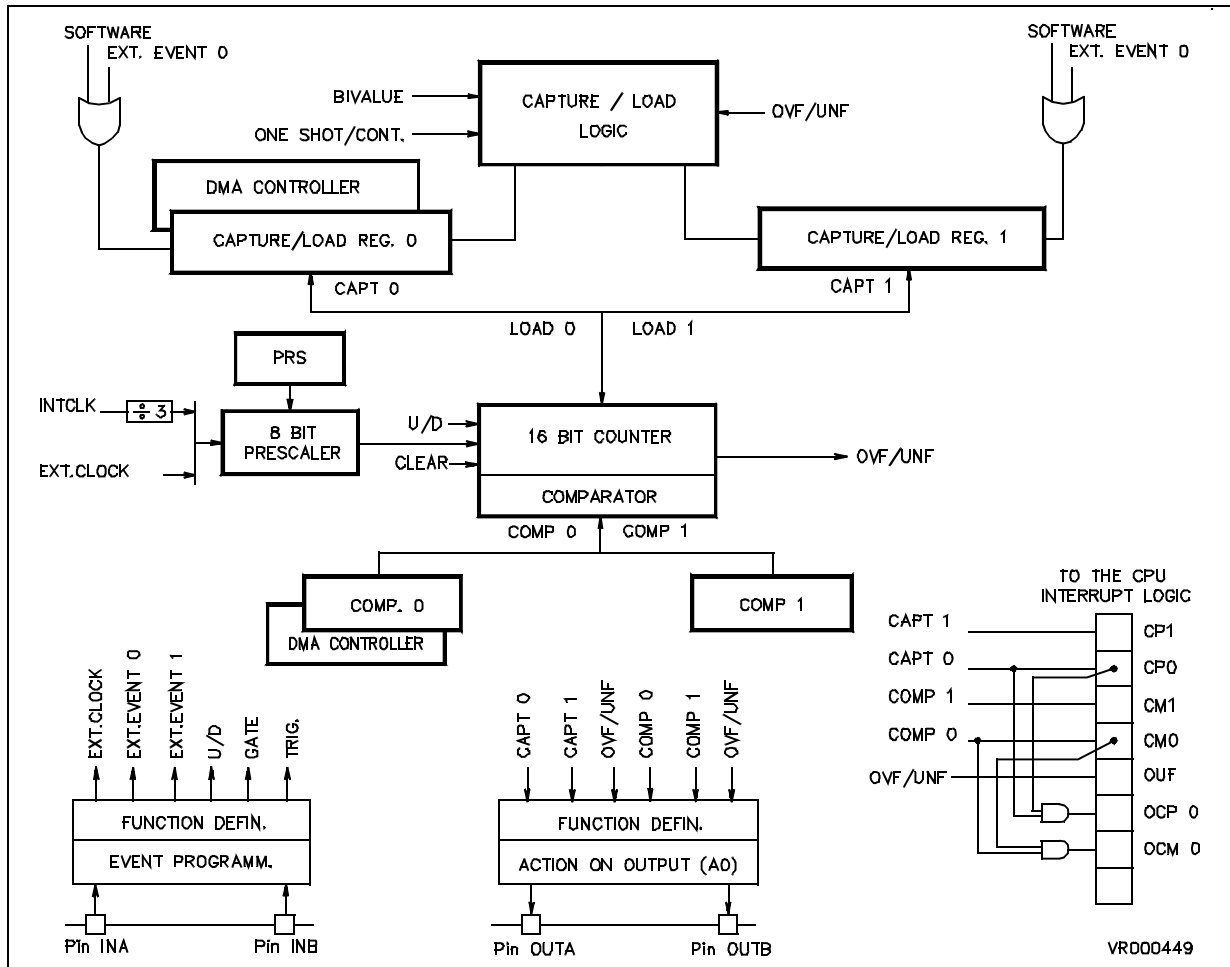 SOFTWARE
EXT. EVENT 0
SOFTWARE
EXT. EVENT 0
BIVALUE
ONE SHOT/CONT.
CAPTURE / LOAD
LOGIC
OVF/UNF
DMA CONTROLLER
CAPTURE/LOAD REG. 0
CAPTURE/LOAD REG. 1
CAPT 0
CAPT 1
LOAD 0
LOAD 1
PRS
INTCLK
÷ 3
8 BIT
PRESCALER
EXT.CLOCK
U/D
CLEAR
16 BIT COUNTER
COMPARATOR
OVF/UNF
COMP 0
COMP 1
COMP. 0
DMA CONTROLLER
COMP 1
TO THE CPU
INTERRUPT LOGIC
CAPT 1
CP1
CAPT 0
CP0
COMP 1
CM1
COMP 0
CM0
OVF/UNF
OUF
OCP 0
OCM 0
EXT.CLOCK
EXT.EVENT 0
EXT.EVENT 1
U/D
GATE
TRIG.
FUNCTION DEFIN.
EVENT PROGRAMM.
Pin INA
Pin INB
CAPT 0
CAPT 1
OVF/UNF
COMP 0
COMP 1
OVF/UNF
FUNCTION DEFIN.
ACTION ON OUTPUT (AO)
Pin OUTA
Pin OUTB
VR000449